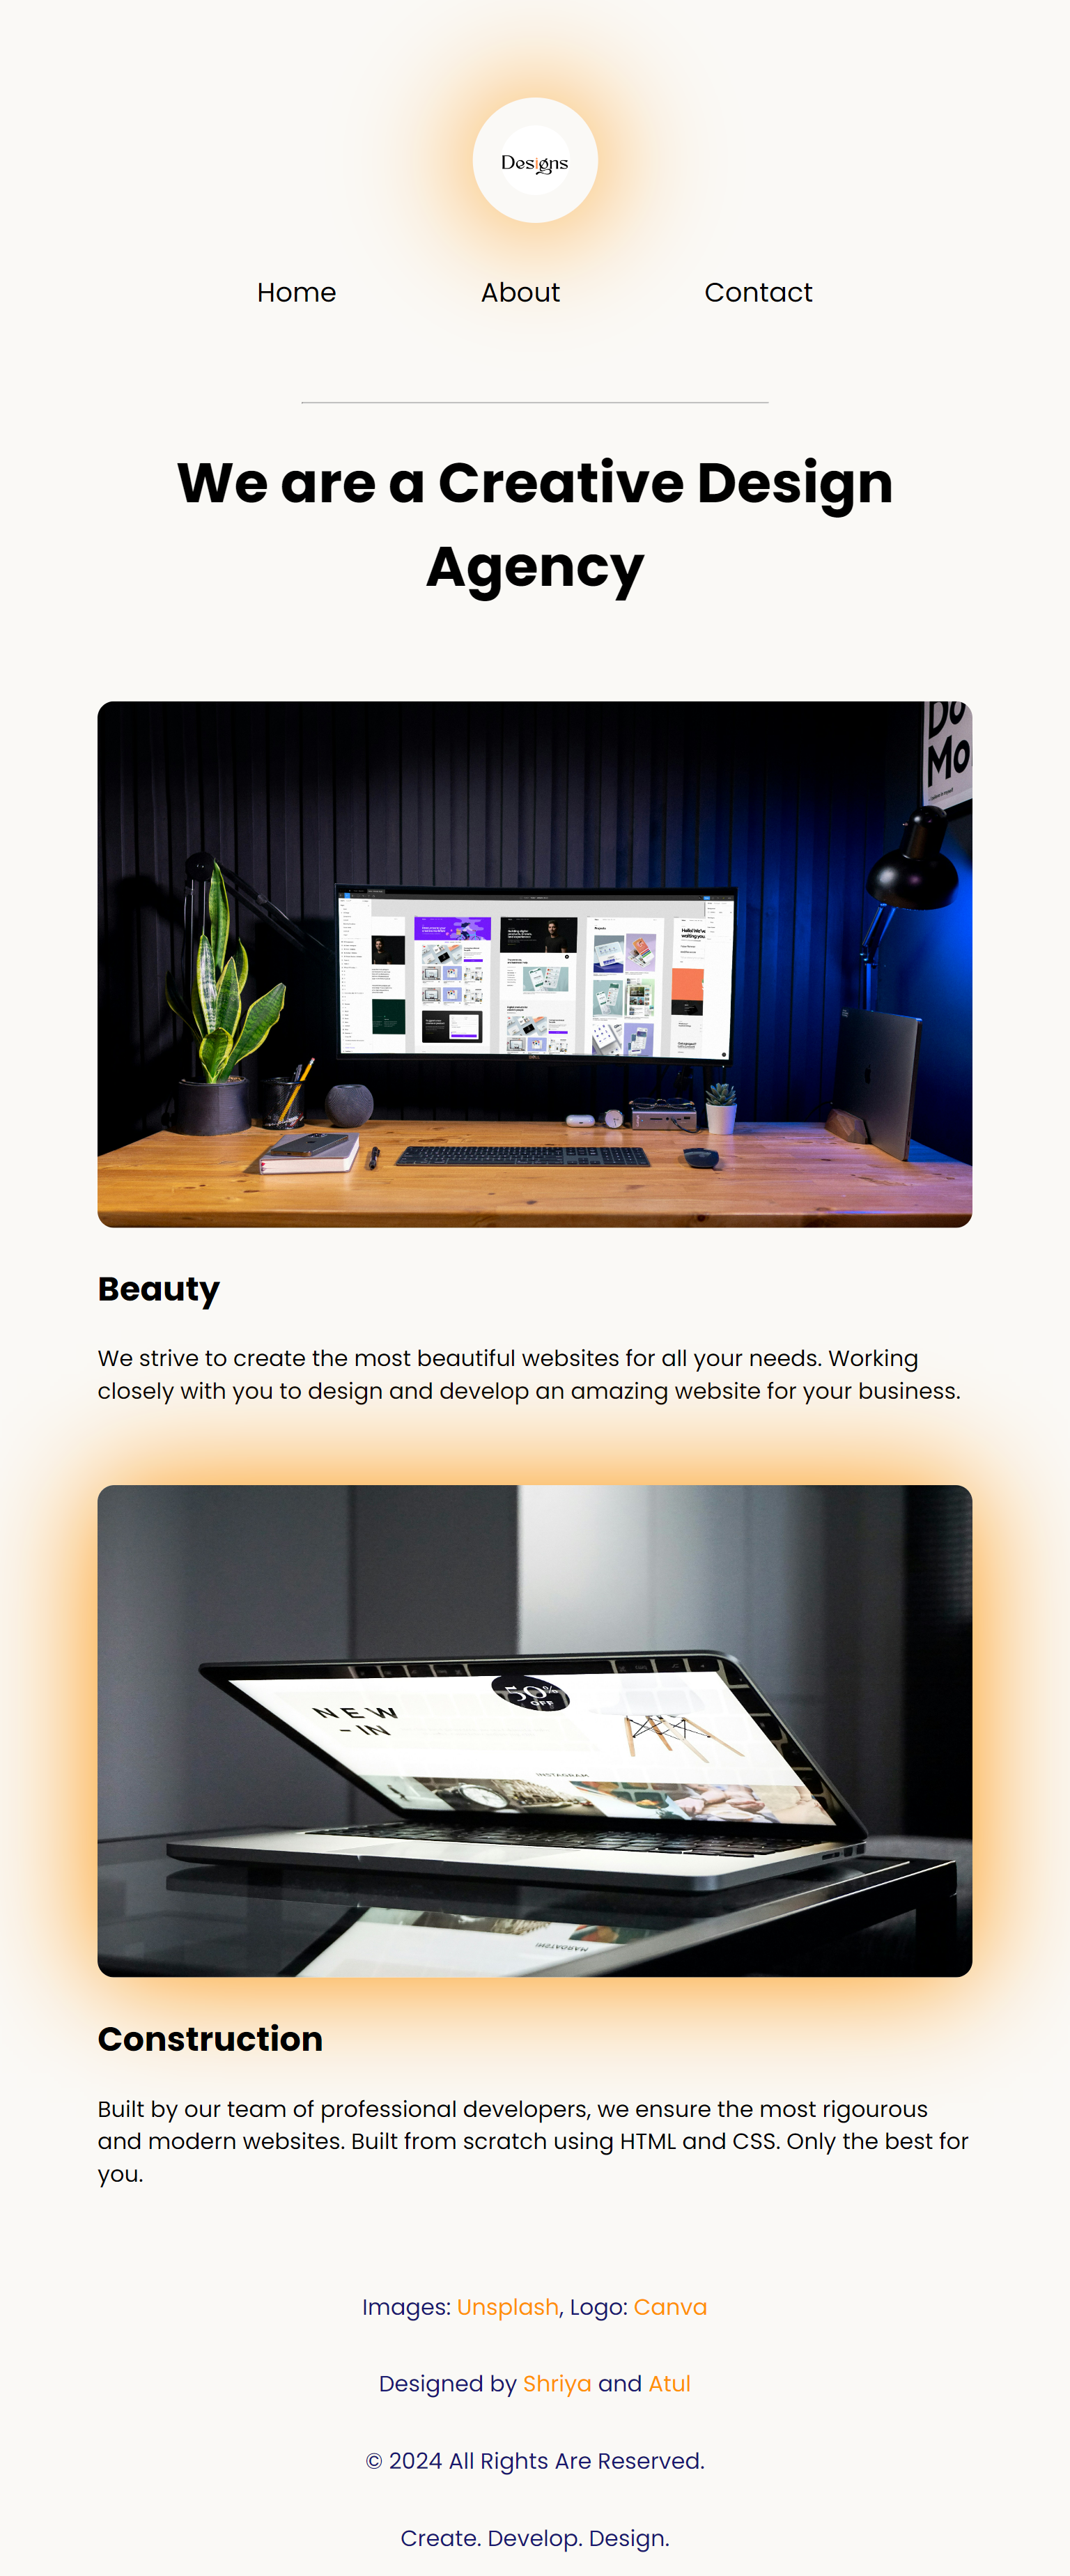 Designs
Home About Contact
We are a Creative Design
Agency
DO
Mo
Beauty
We strive to create the most beautiful websites for all your needs. Working
closely with you to design and develop an amazing website for your business.
50%
OFF
NEW
- IN
INSTAGRAM
Construction
Built by our team of professional developers, we ensure the most rigourous
and modern websites. Built from scratch using HTML and CSS. Only the best for
you.
Images: Unsplash, Logo: Canva
Designed by Shriya and Atul
© 2024 All Rights Are Reserved.
Create. Develop. Design.